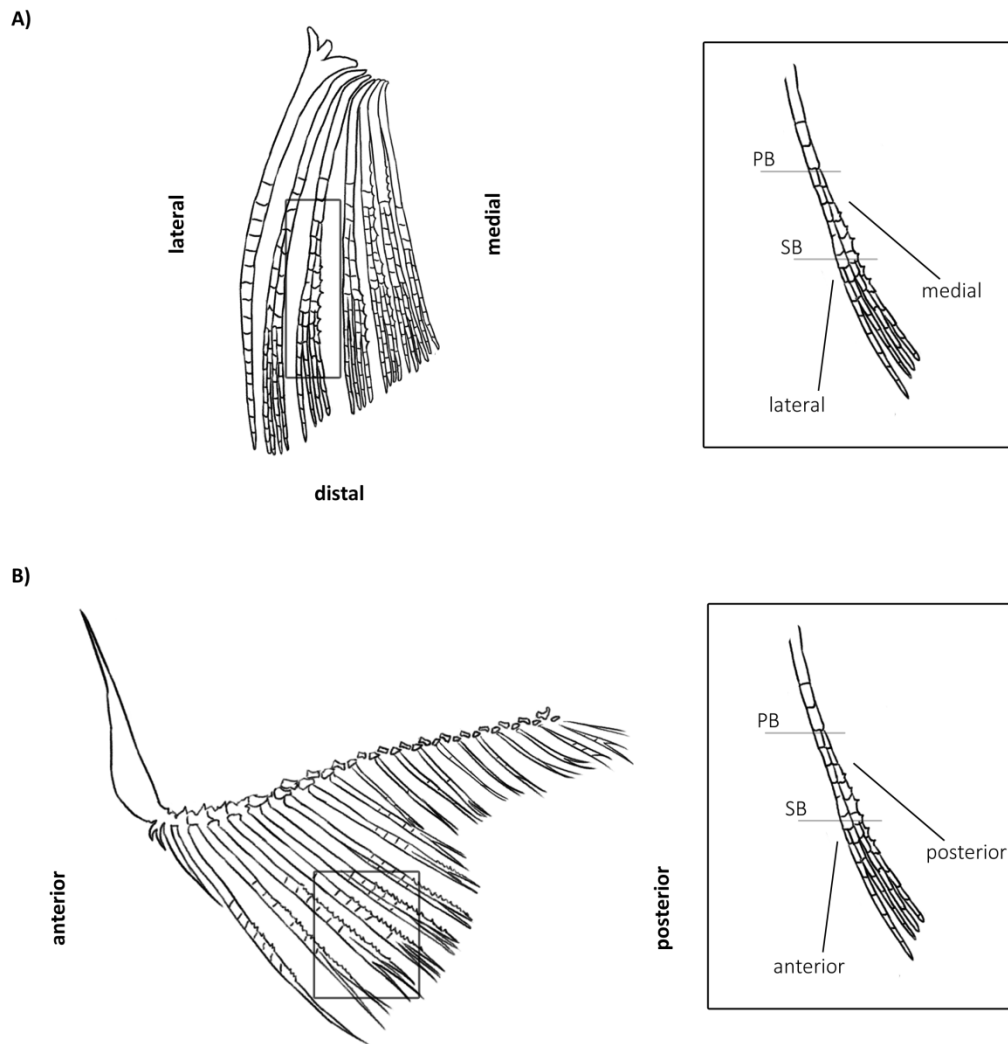 A)
lateral
medial
distal
PB
SB
medial
lateral
B)
anterior
posterior
PB
SB
posterior
anterior